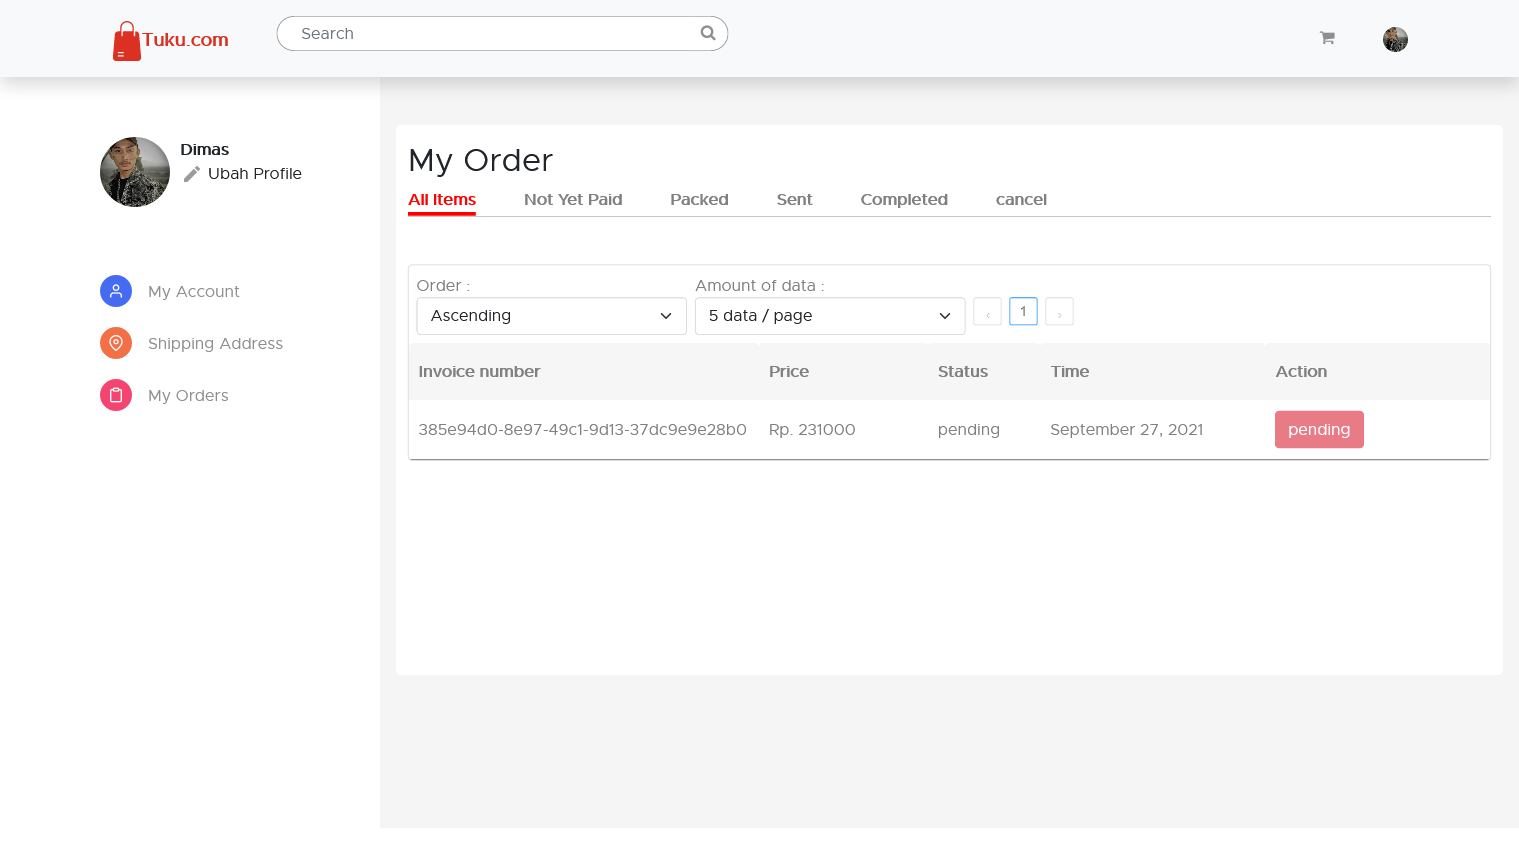 Tuku.com
Search
Dimas
Ubah Profile
My Account
Shipping Address
My Orders
My Order
All Items Not Yet Paid Packed Sent Completed cancel
Order : Amount of data :
Ascending 5 data / page ‹ 1 ›
Invoice number Price Status Time Action
385e94d0-8e97-49c1-9d13-37dc9e9e28b0 Rp. 231000 pending September 27, 2021 pending